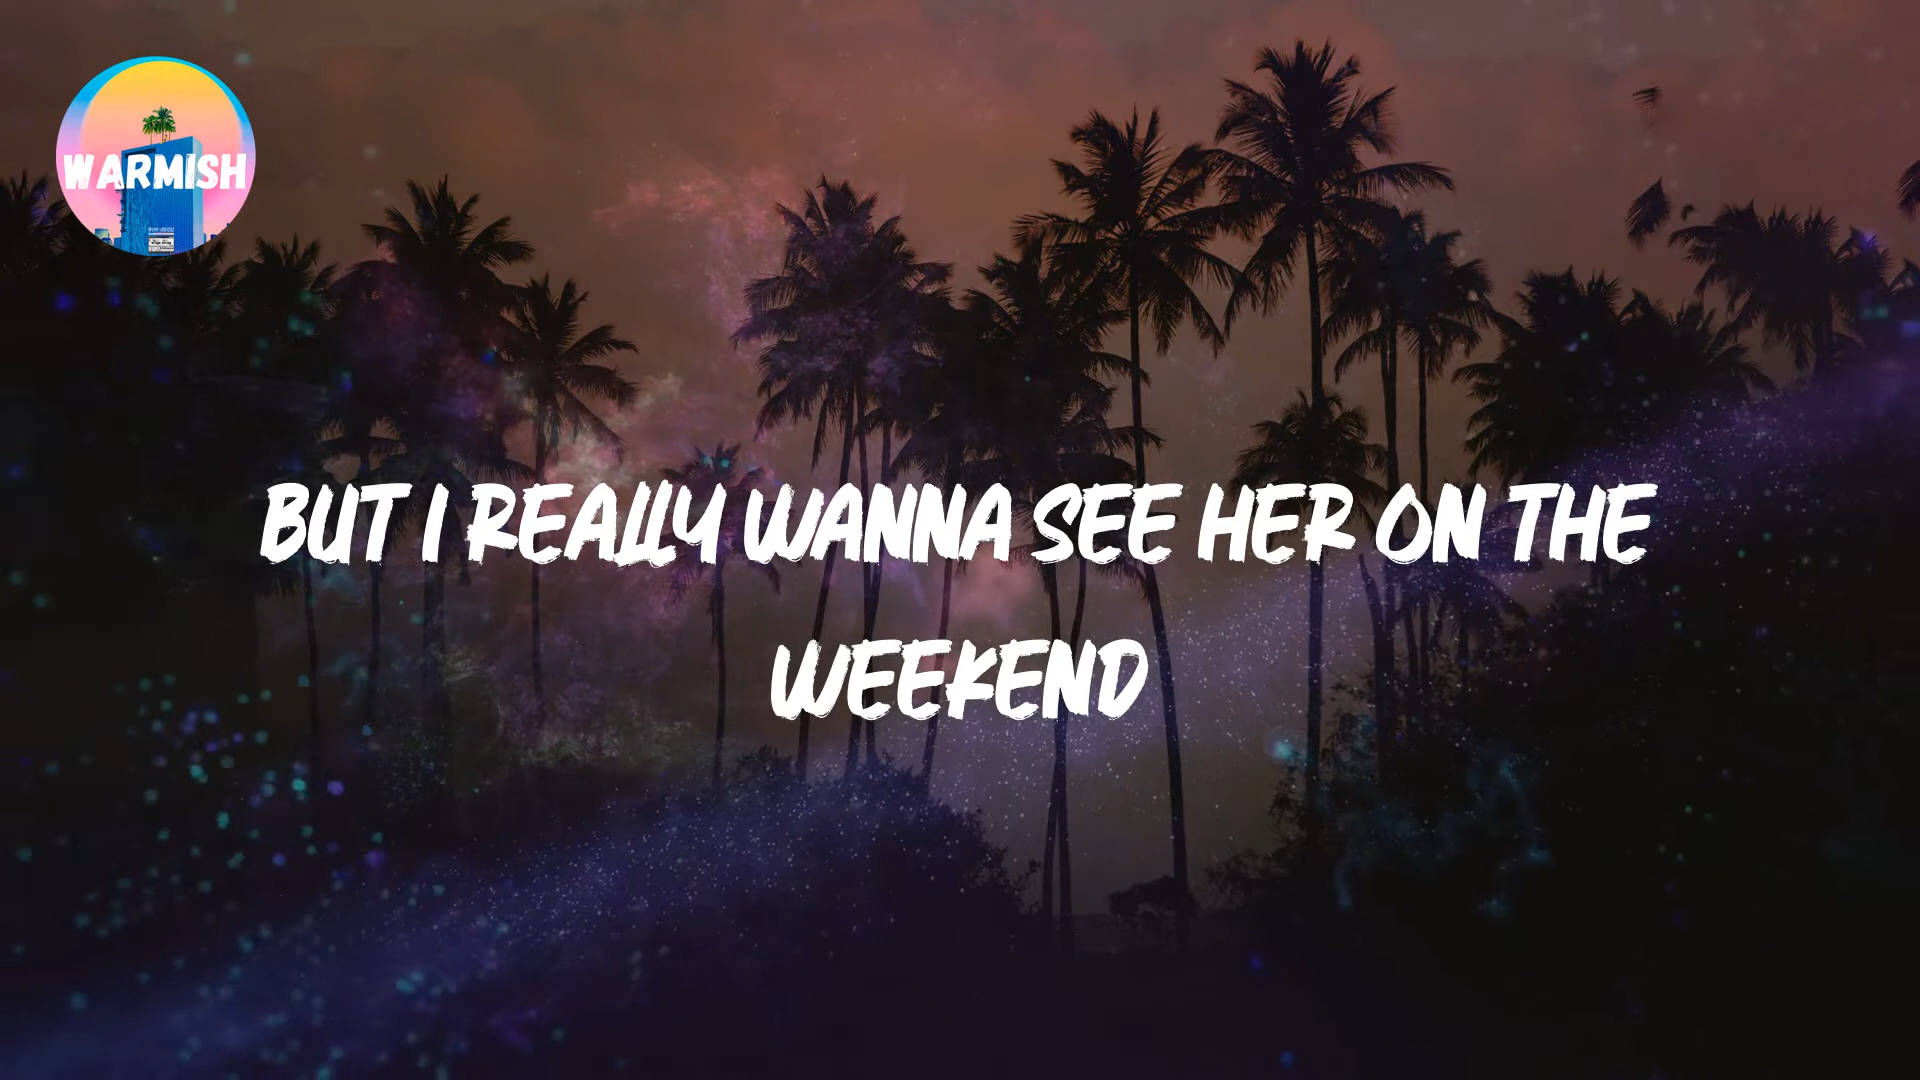 WARMISH
BUT I REALLY WANNA SEE HER ON THE
WEEKEND